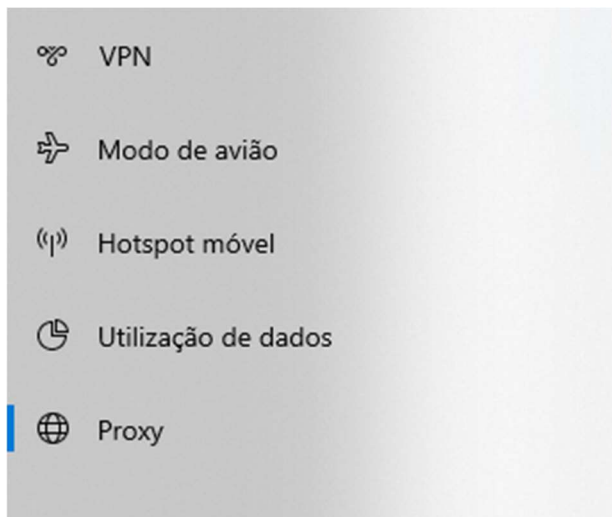 VPN
Modo de avião
Hotspot móvel
Utilização de dados
Proxy